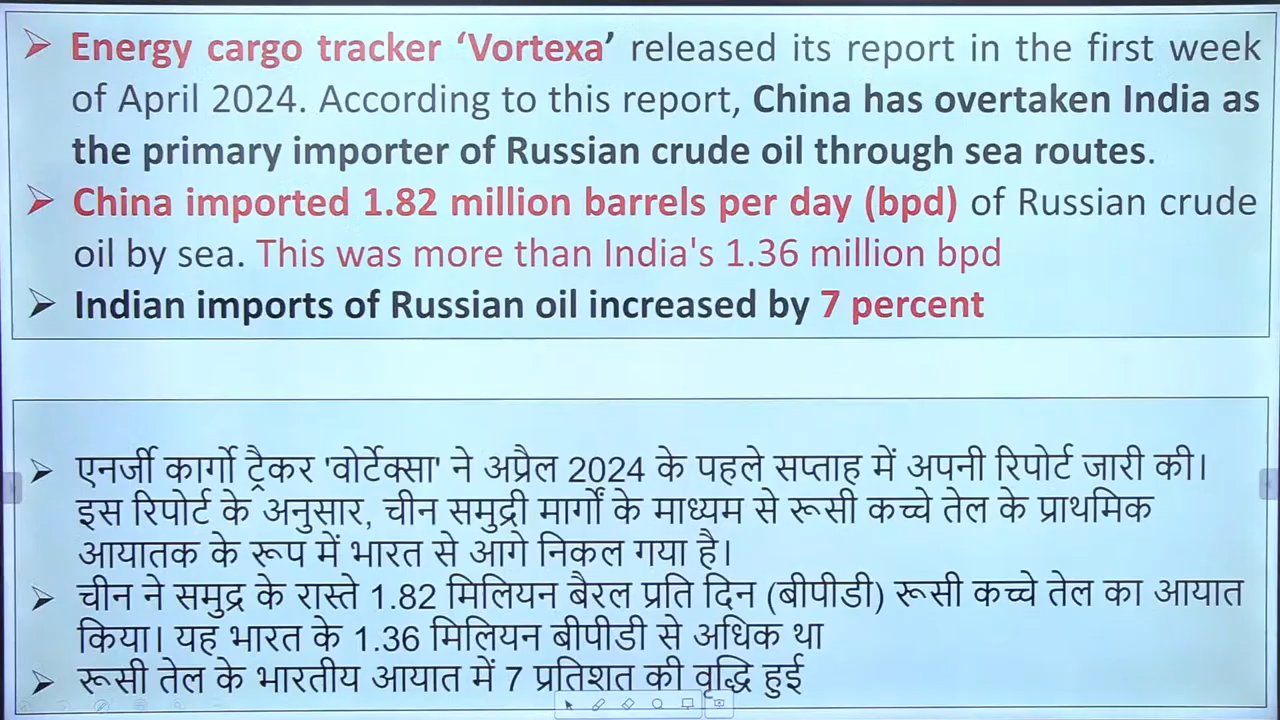 ➢ Energy cargo tracker ‘Vortexa’ released its report in the first week
of April 2024. According to this report, China has overtaken India as
the primary importer of Russian crude oil through sea routes.
➢ China imported 1.82 million barrels per day (bpd) of Russian crude
oil by sea. This was more than India's 1.36 million bpd
➢ Indian imports of Russian oil increased by 7 percent
➢ एनर्जी कार्गो ट्रैकर 'वोर्टेक्सा' ने अप्रैल 2024 के पहले सप्ताह में अपनी रिपोर्ट जारी की।
इस रिपोर्ट के अनुसार, चीन समुद्री मार्गों के माध्यम से रूसी कच्चे तेल के प्राथमिक
आयातक के रूप में भारत से आगे निकल गया है।
➢ चीन ने समुद्र के रास्ते 1.82 मिलियन बैरल प्रति दिन (बीपीडी) रूसी कच्चे तेल का आयात
किया। यह भारत के 1.36 मिलियन बीपीडी से अधिक था
➢ रूसी तेल के भारतीय आयात में 7 प्रतिशत की वृद्धि हुई